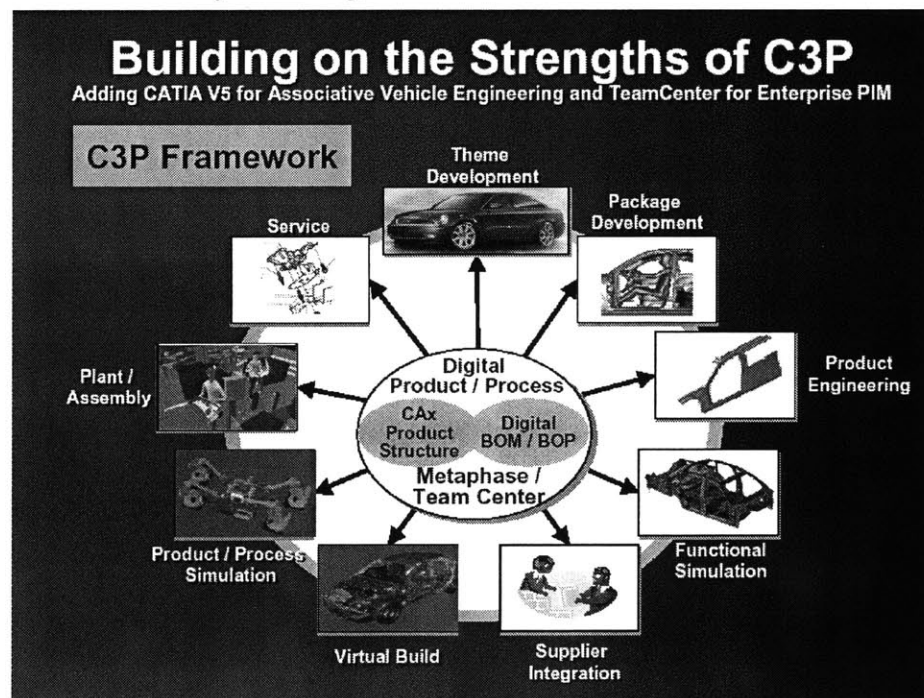 Building on the Strengths of C3P
Adding CATIA V5 for Associative Vehicle Engineering and TeamCenter for Enterprise PIM
C3P Framework
Theme
Development
Package
Development
Service
Product
Engineering
Plant /
Assembly
Digital
Product / Process
CAx
Product
Structure
Digital
BOM / BOP
Metaphase /
Team Center
Functional
Simulation
Product / Process
Simulation
Supplier
Integration
Virtual Build